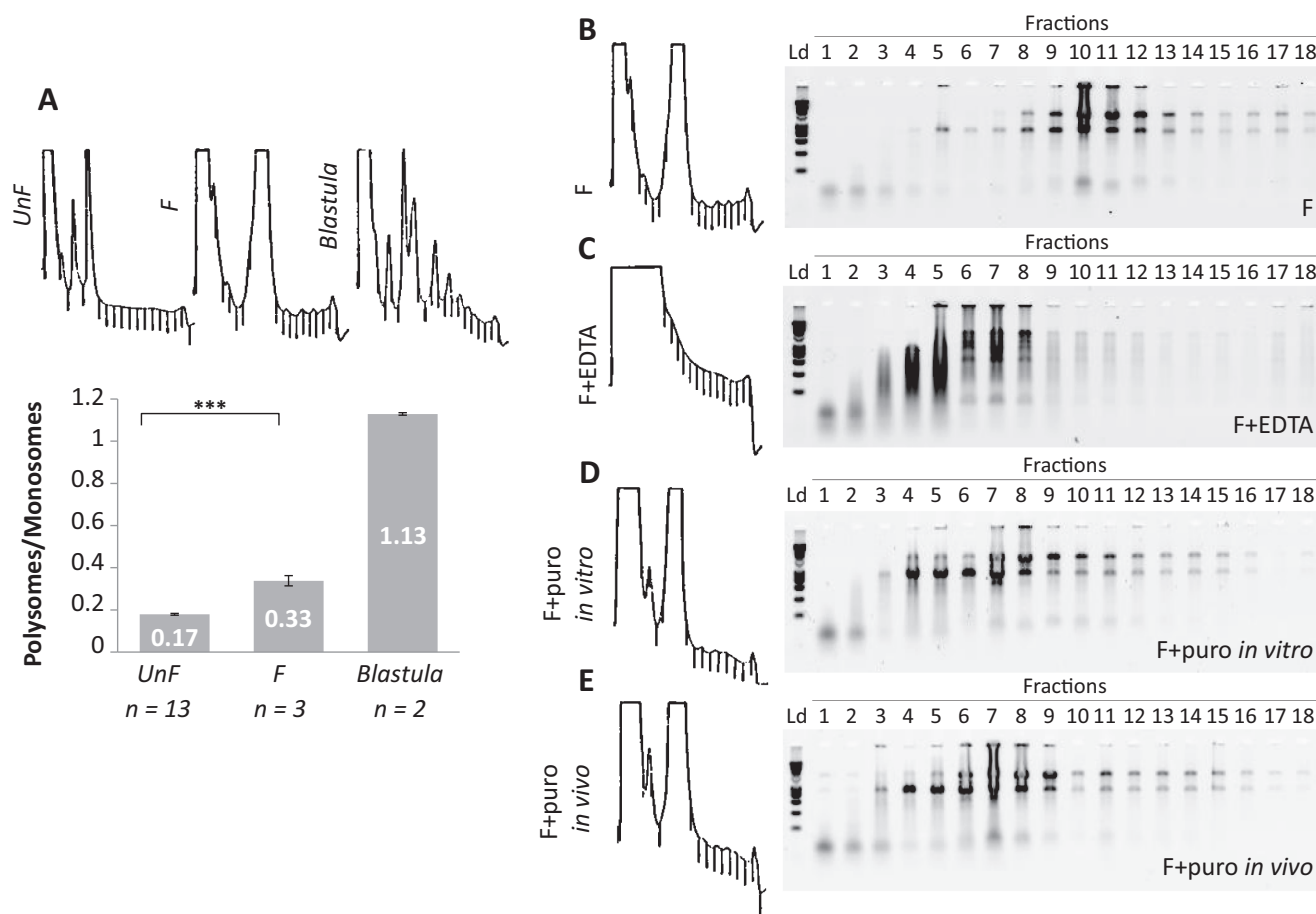 A
UnF
F
Blastula
Polysomes/Monosomes
1.2
1
0.8
0.6
0.4
0.2
0
***
0.17
0.33
1.13
UnF F Blastula
n = 13 n = 3 n = 2
B
F
Fractions
Ld 1 2 3 4 5 6 7 8 9 10 11 12 13 14 15 16 17 18
F
C
F+EDTA
Fractions
Ld 1 2 3 4 5 6 7 8 9 10 11 12 13 14 15 16 17 18
F+EDTA
D
F+puro
in vitro
Fractions
Ld 1 2 3 4 5 6 7 8 9 10 11 12 13 14 15 16 17 18
F+puro in vitro
E
F+puro
in vivo
Fractions
Ld 1 2 3 4 5 6 7 8 9 10 11 12 13 14 15 16 17 18
F+puro in vivo